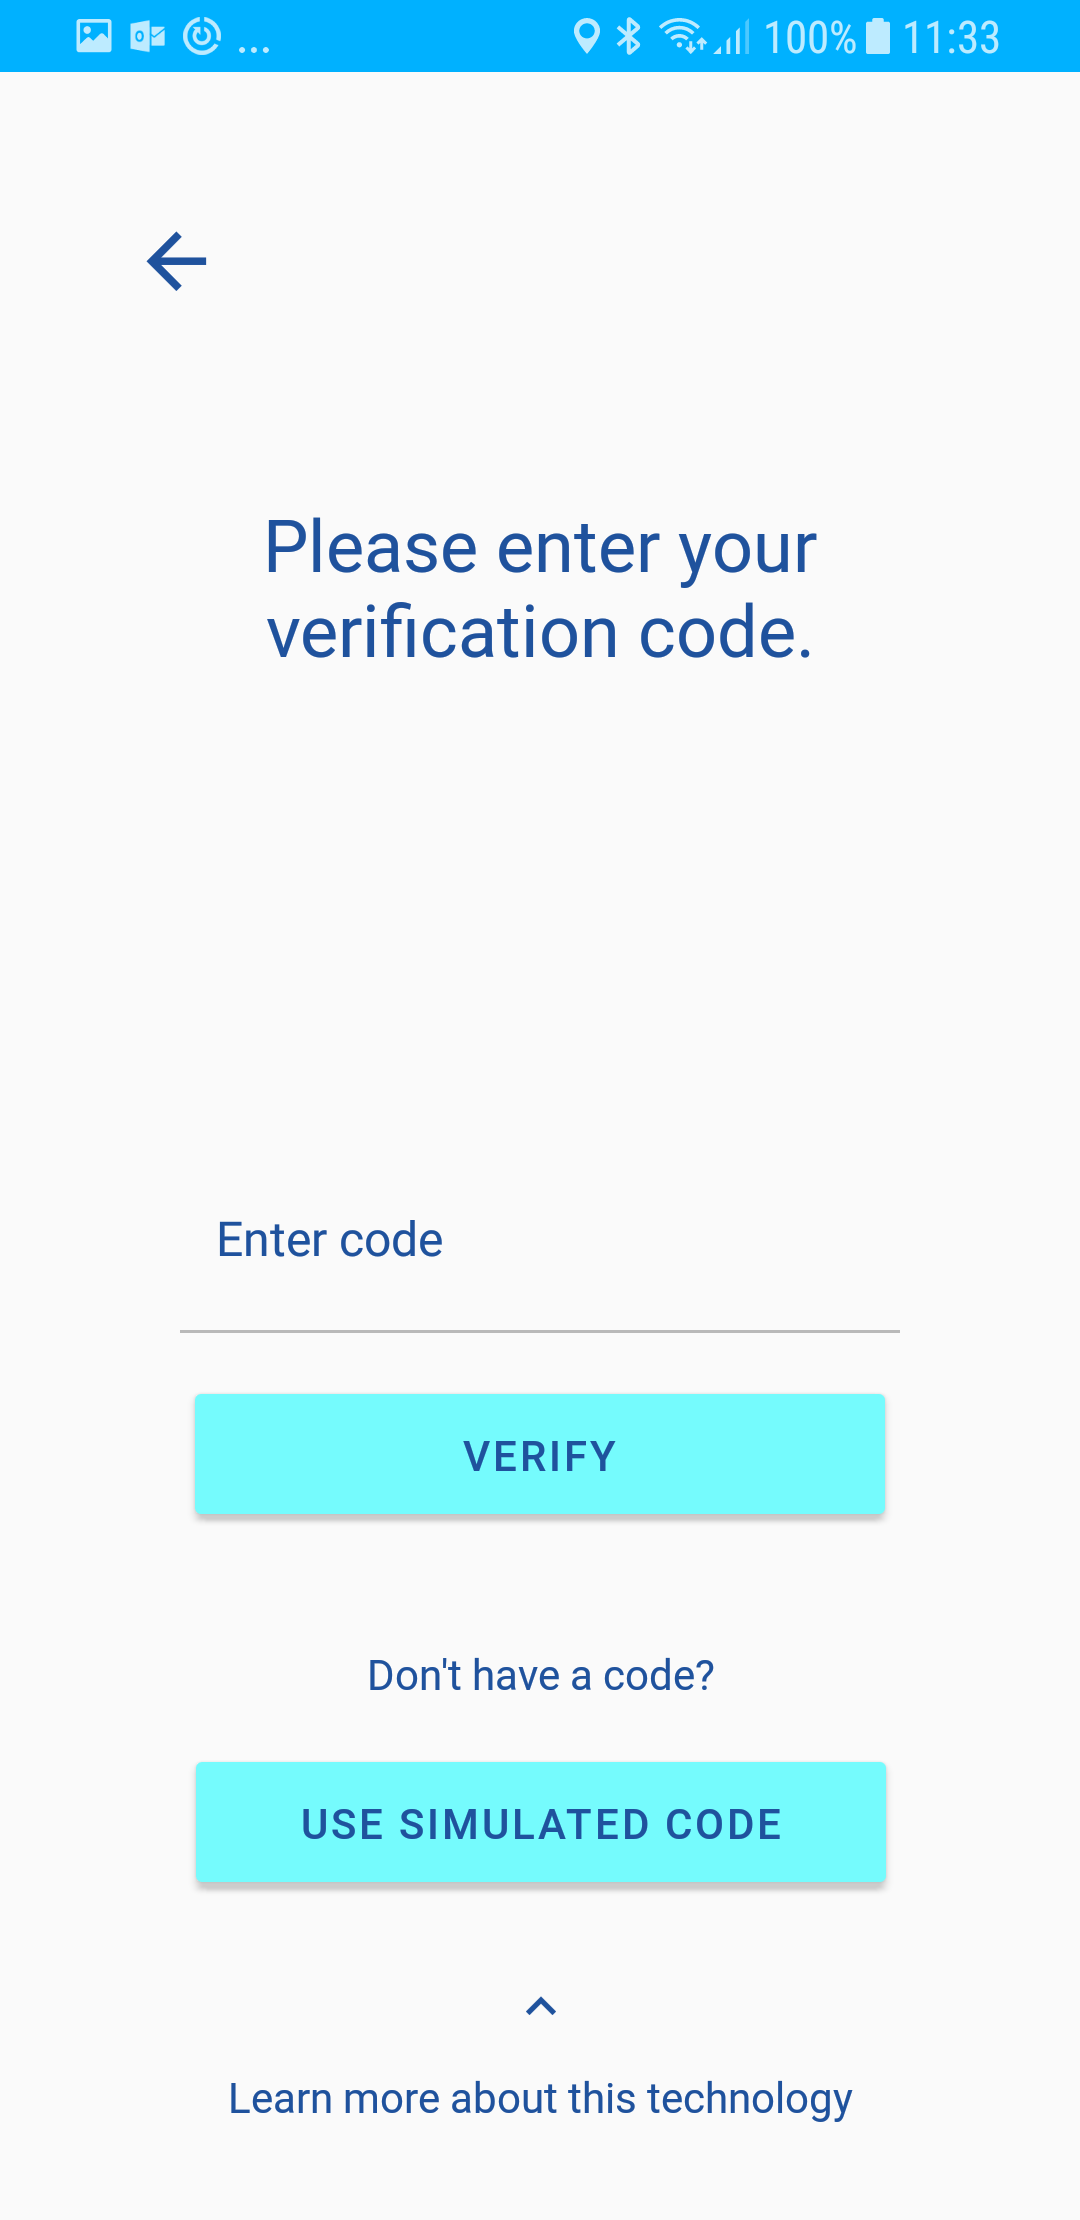 ... 100% 11:33
Please enter your
verification code.
Enter code
VERIFY
Don't have a code?
USE SIMULATED CODE
Learn more about this technology